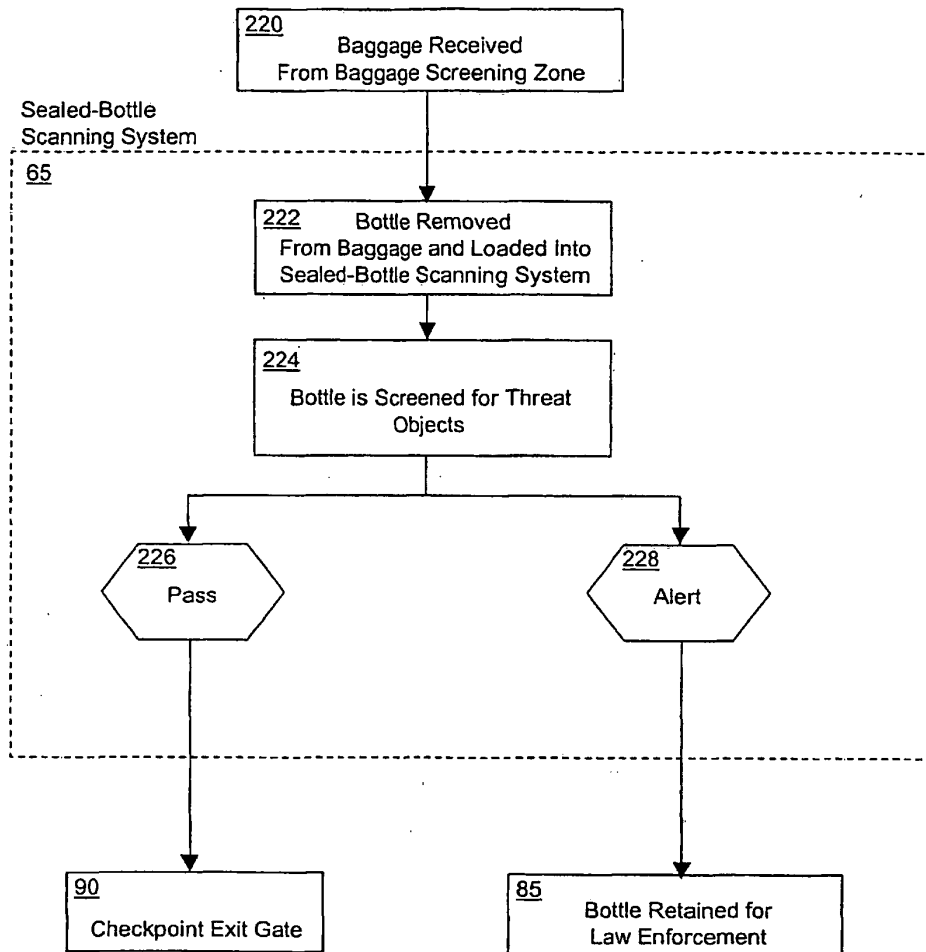 220
Baggage Received
From Baggage Screening Zone
Sealed-Bottle
Scanning System
65
222 Bottle Removed
From Baggage and Loaded Into
Sealed-Bottle Scanning System
224
Bottle is Screened for Threat
Objects
226
Pass
228
Alert
90
Checkpoint Exit Gate
85
Bottle Retained for
Law Enforcement